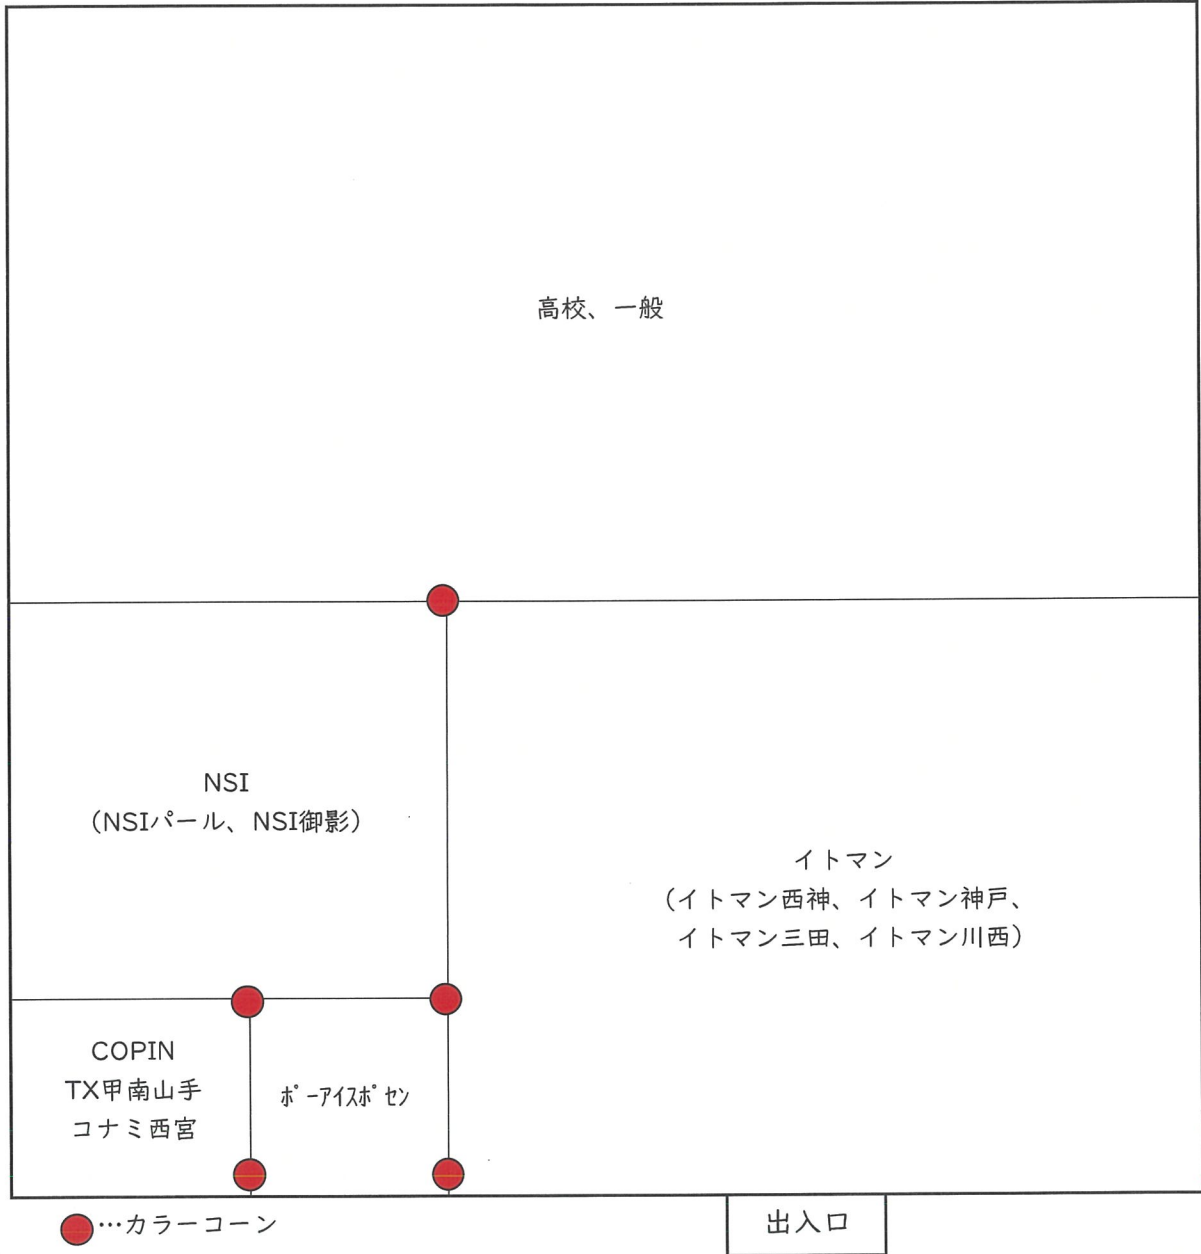 高校、一般
NSI
（NSIパール、NSI御影）
イトマン
（イトマン西神、イトマン神戸、
イトマン三田、イトマン川西）
COPIN
TX甲南山手
コナミ西宮
ﾎﾟｰｱｲｽﾎﾟｾﾝ
…カラーコーン
出入口